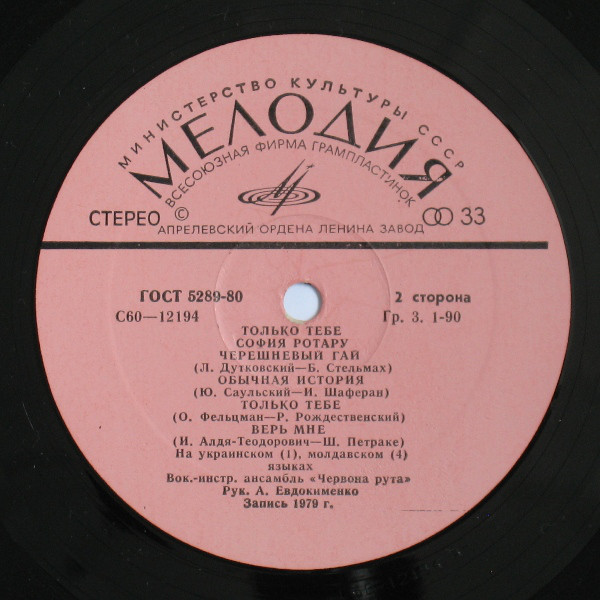 МИНИСТЕРСТВО КУЛЬТУРЫ СССР
МЕЛОДИЯ
ВСЕСОЮЗНАЯ ФИРМА ГРАМПЛАСТИНОК
СТЕРЕО © 33
АПРЕЛЕВСКИЙ ОРДЕНА ЛЕНИНА ЗАВОД
ГОСТ 5289-80 2 сторона
С60—12194 Гр. 3. 1-90
ТОЛЬКО ТЕБЕ
СОФИЯ РОТАРУ
ЧЕРЕШНЕВЫЙ ГАЙ
(Л. Дутковский—Б. Стельмах)
ОБЫЧНАЯ ИСТОРИЯ
(Ю. Саульский—И. Шаферан)
ТОЛЬКО ТЕБЕ
(О. Фельцман—Р. Рождественский)
ВЕРЬ МНЕ
(И. Алдя-Теодорович—Ш. Петраке)
На украинском (1), молдавском (4)
языках
Вок.-инстр. ансамбль «Червона рута»
Рук. А. Евдокименко
Запись 1979 г.